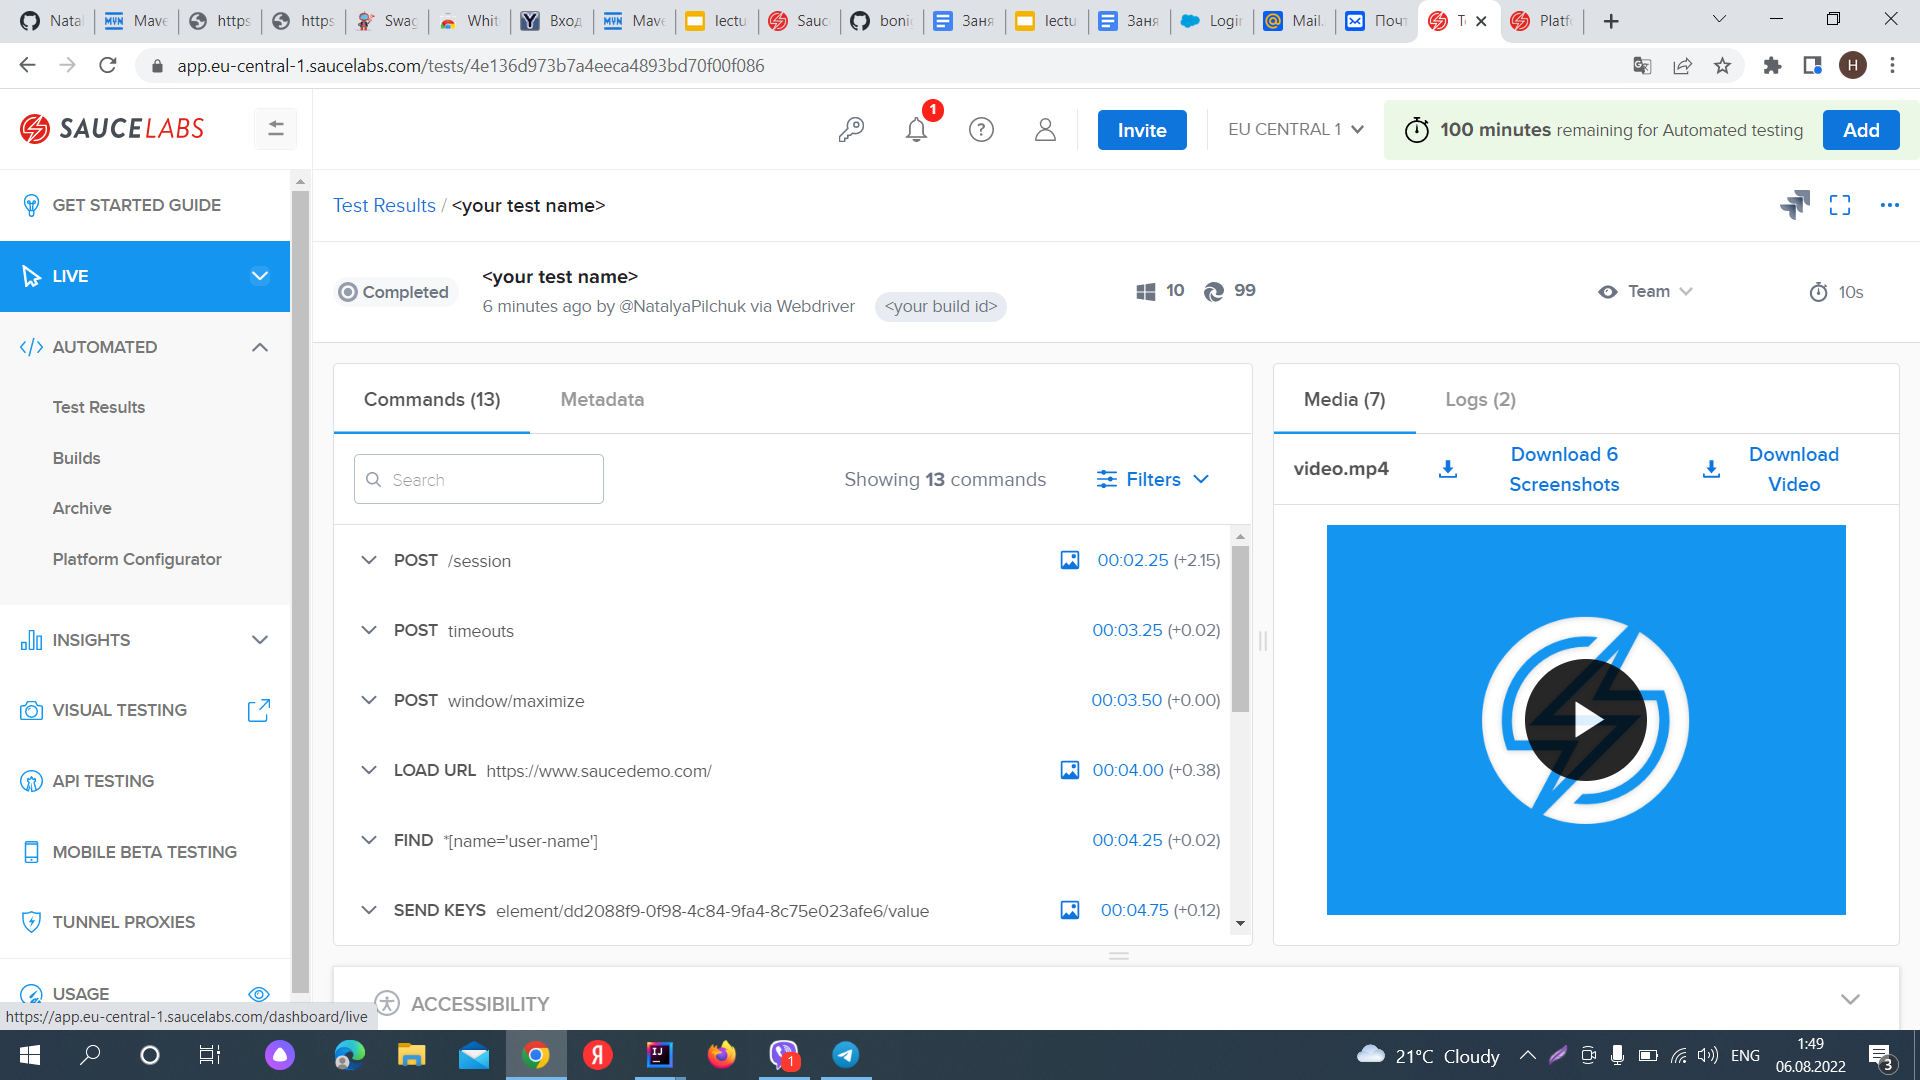 Natal
Mave
https
https
Swag
Whit
Вход
Mave
lectu
Sauc
boni
Заня
lectu
Заня
Login
Mail.
Почт
Te
Platf
app.eu-central-1.saucelabs.com/tests/4e136d973b7a4eeca4893bd70f00f086
H
SAUCELABS
1
Invite
EU CENTRAL 1
100 minutes remaining for Automated testing
Add
GET STARTED GUIDE
LIVE
AUTOMATED
Test Results
Builds
Archive
Platform Configurator
INSIGHTS
VISUAL TESTING
API TESTING
MOBILE BETA TESTING
TUNNEL PROXIES
USAGE
https://app.eu-central-1.saucelabs.com/dashboard/live
Test Results / <your test name>
Completed
<your test name>
6 minutes ago by @NatalyaPilchuk via Webdriver <your build id>
10 99
Team
10s
Commands (13) Metadata
Search
Showing 13 commands
Filters
POST /session 00:02.25 (+2.15)
POST timeouts 00:03.25 (+0.02)
POST window/maximize 00:03.50 (+0.00)
LOAD URL https://www.saucedemo.com/ 00:04.00 (+0.38)
FIND *[name='user-name'] 00:04.25 (+0.02)
SEND KEYS element/dd2088f9-0f98-4c84-9fa4-8c75e023afe6/value 00:04.75 (+0.12)
Media (7) Logs (2)
video.mp4
Download 6 Screenshots
Download Video
ACCESSIBILITY
21°C Cloudy
ENG
1:49
06.08.2022
3
1